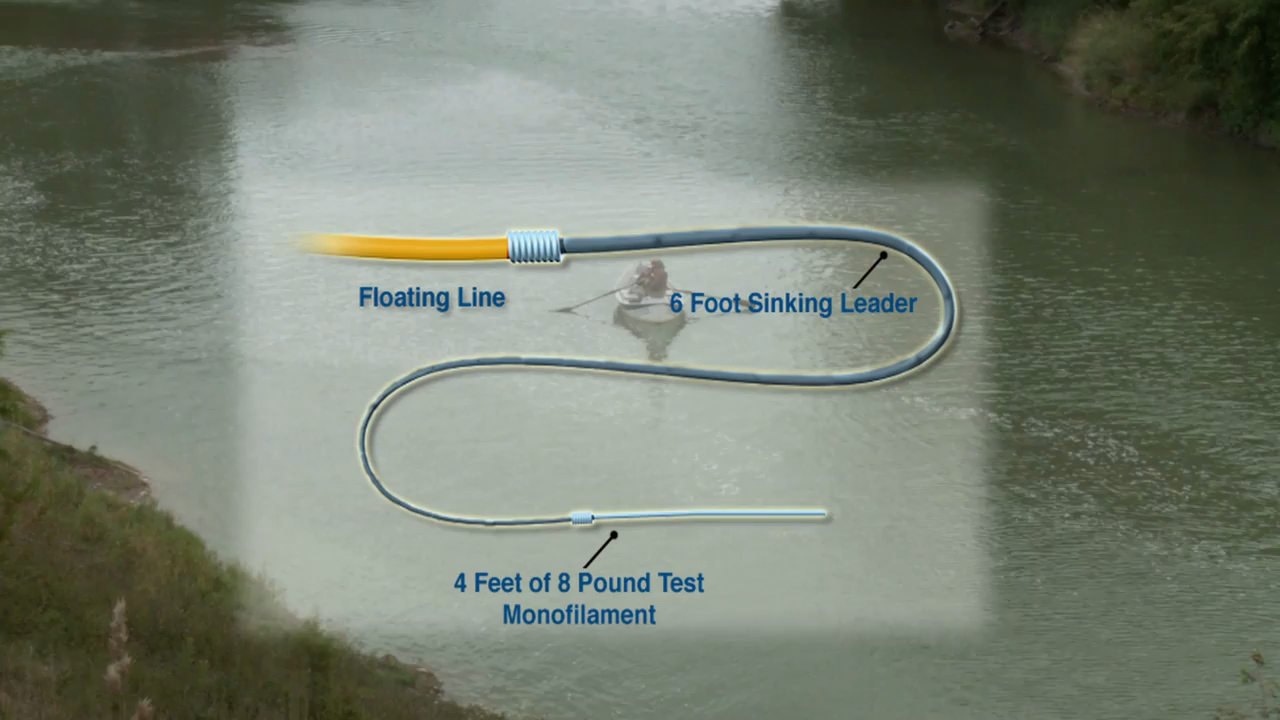 Floating Line
6 Foot Sinking Leader
4 Feet of 8 Pound Test
Monofilament